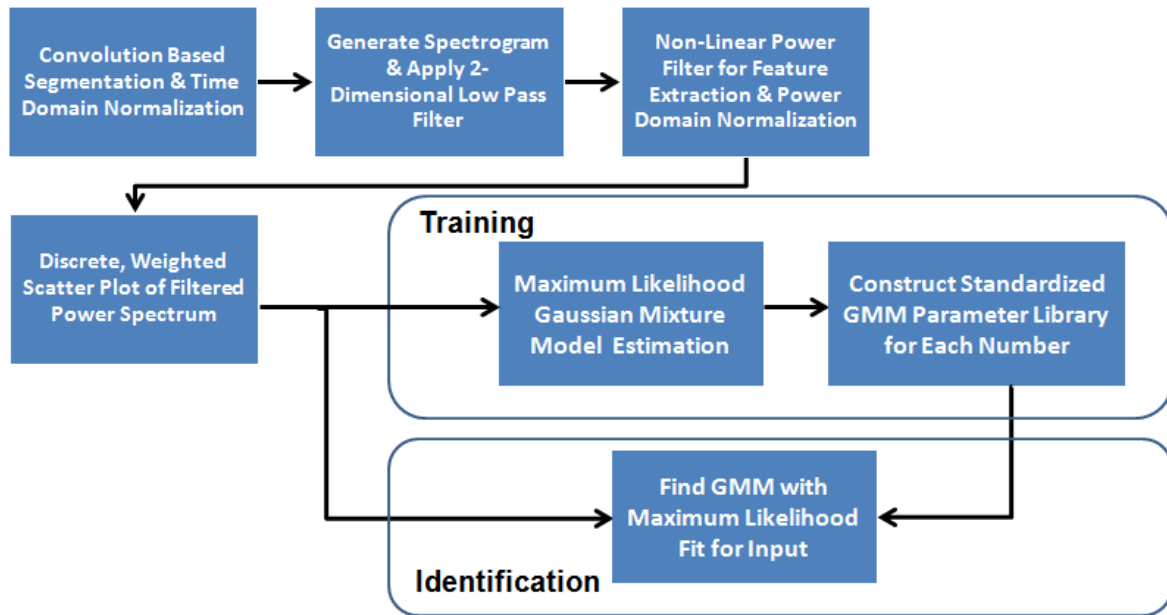 Convolution Based
Segmentation & Time
Domain Normalization
Generate Spectrogram
& Apply 2-
Dimensional Low Pass
Filter
Non-Linear Power
Filter for Feature
Extraction & Power
Domain Normalization
Discrete, Weighted
Scatter Plot of Filtered
Power Spectrum
Training
Maximum Likelihood
Gaussian Mixture
Model Estimation
Construct Standardized
GMM Parameter Library
for Each Number
Find GMM with
Maximum Likelihood
Fit for Input
Identification